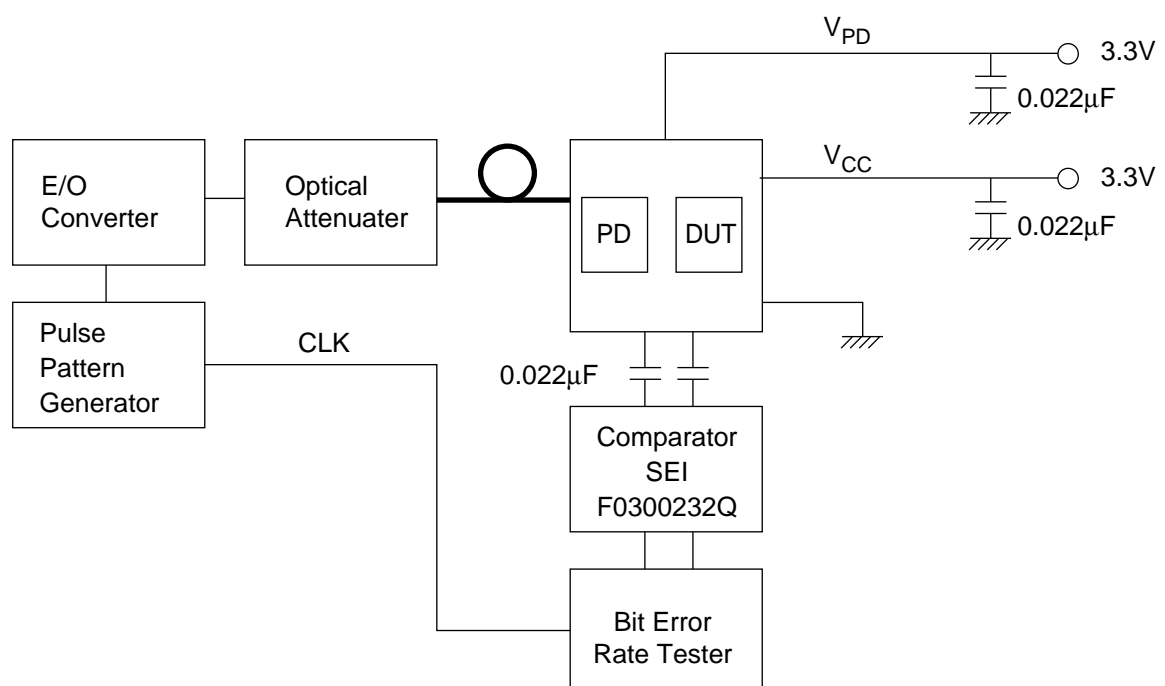 V_PD
3.3V
0.022μF
V_CC
3.3V
0.022μF
E/O
Converter
Optical
Attenuater
PD
DUT
Pulse
Pattern
Generator
CLK
0.022μF
Comparator
SEI
F0300232Q
Bit Error
Rate Tester